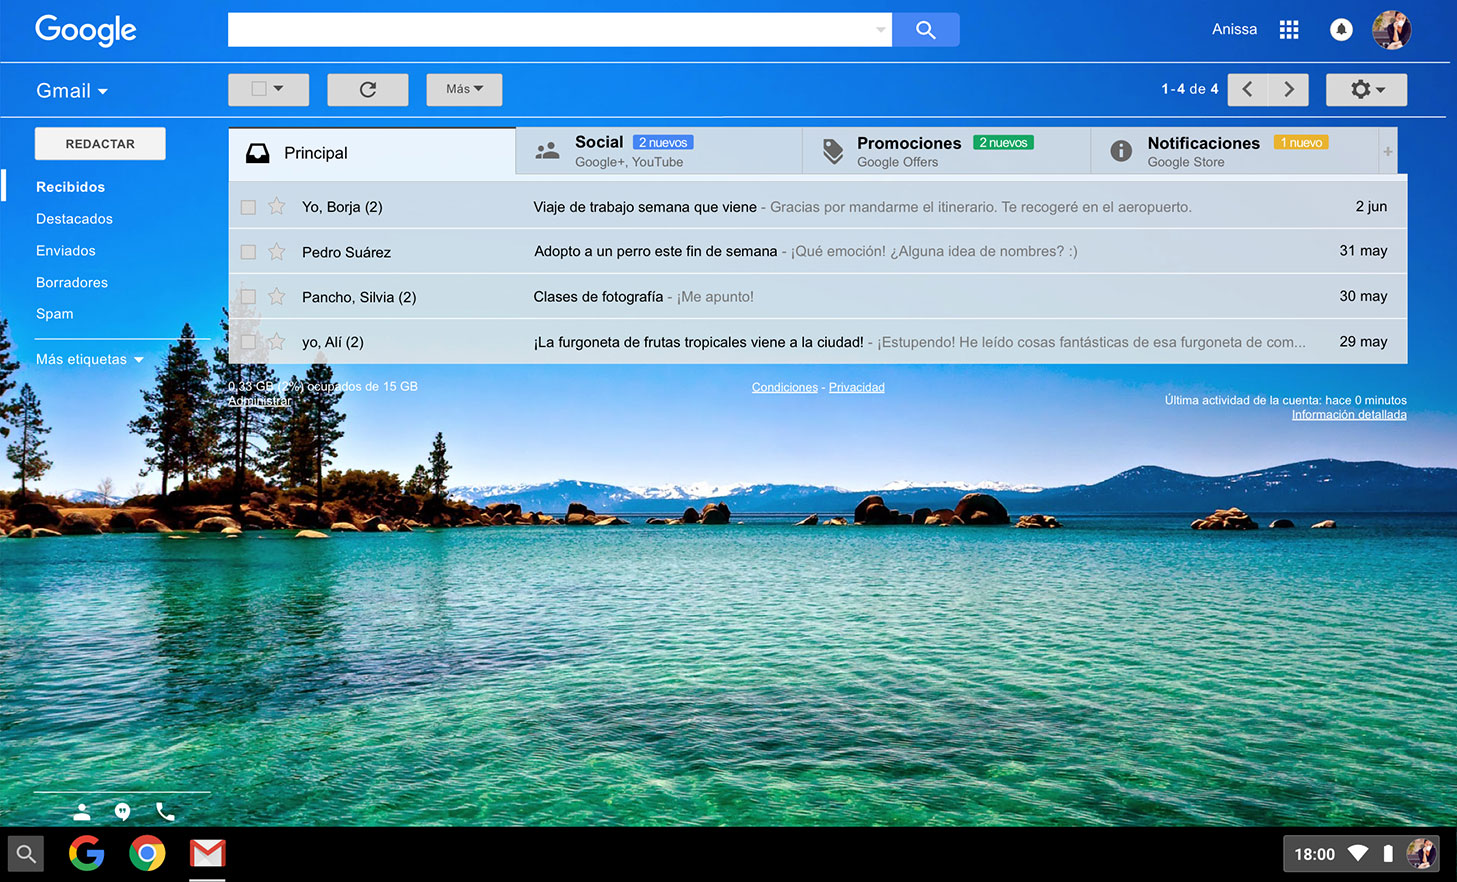 Google
Anissa
Gmail
Más
1-4 de 4
REDACTAR
Principal
Social 2 nuevos
Google+, YouTube
Promociones 2 nuevos
Google Offers
Notificaciones 1 nuevo
Google Store
Recibidos
Destacados
Enviados
Borradores
Spam
Más etiquetas
Yo, Borja (2) Viaje de trabajo semana que viene - Gracias por mandarme el itinerario. Te recogeré en el aeropuerto. 2 jun
Pedro Suárez Adopto a un perro este fin de semana - ¡Qué emoción! ¿Alguna idea de nombres? :) 31 may
Pancho, Silvia (2) Clases de fotografía - ¡Me apunto! 30 may
yo, Alí (2) ¡La furgoneta de frutas tropicales viene a la ciudad! - ¡Estupendo! He leído cosas fantásticas de esa furgoneta de com... 29 may
0,33 GB (2%) ocupados de 15 GB
Administrar
Condiciones - Privacidad
Última actividad de la cuenta: hace 0 minutos
Información detallada
18:00